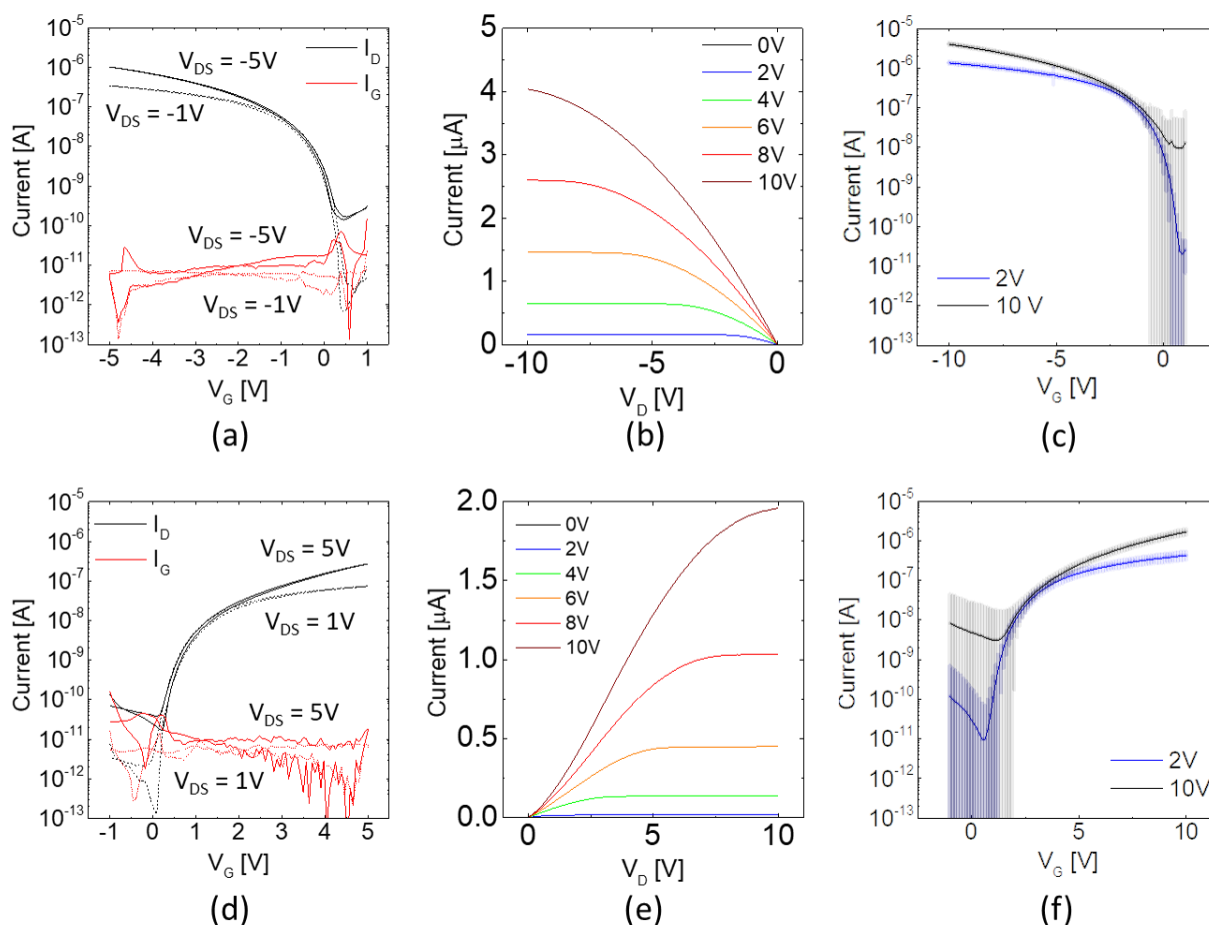 10^-5
10^-6
10^-7
10^-8
10^-9
10^-10
10^-11
10^-12
10^-13
Current [A]
V_DS = -5V
V_DS = -1V
I_D
I_G
V_DS = -5V
V_DS = -1V
-5 -4 -3 -2 -1 0 1
V_G [V]
(a)
5
4
3
2
1
0
Current [µA]
0V
2V
4V
6V
8V
10V
-10 -5 0
V_D [V]
(b)
10^-5
10^-6
10^-7
10^-8
10^-9
10^-10
10^-11
10^-12
10^-13
Current [A]
2V
10 V
-10 -5 0
V_G [V]
(c)
10^-5
10^-6
10^-7
10^-8
10^-9
10^-10
10^-11
10^-12
10^-13
Current [A]
I_D
I_G
V_DS = 5V
V_DS = 1V
V_DS = 5V
V_DS = 1V
-1 0 1 2 3 4 5
V_G [V]
(d)
2.0
1.5
1.0
0.5
0.0
Current [µA]
0V
2V
4V
6V
8V
10V
0 5 10
V_D [V]
(e)
10^-5
10^-6
10^-7
10^-8
10^-9
10^-10
10^-11
10^-12
10^-13
Current [A]
2V
10V
0 5 10
V_G [V]
(f)